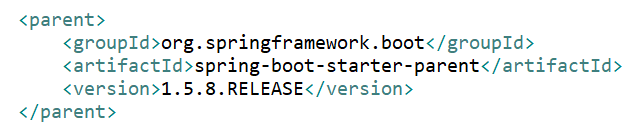 <parent>
<groupId>org.springframework.boot</groupId>
<artifactId>spring-boot-starter-parent</artifactId>
<version>1.5.8.RELEASE</version>
</parent>